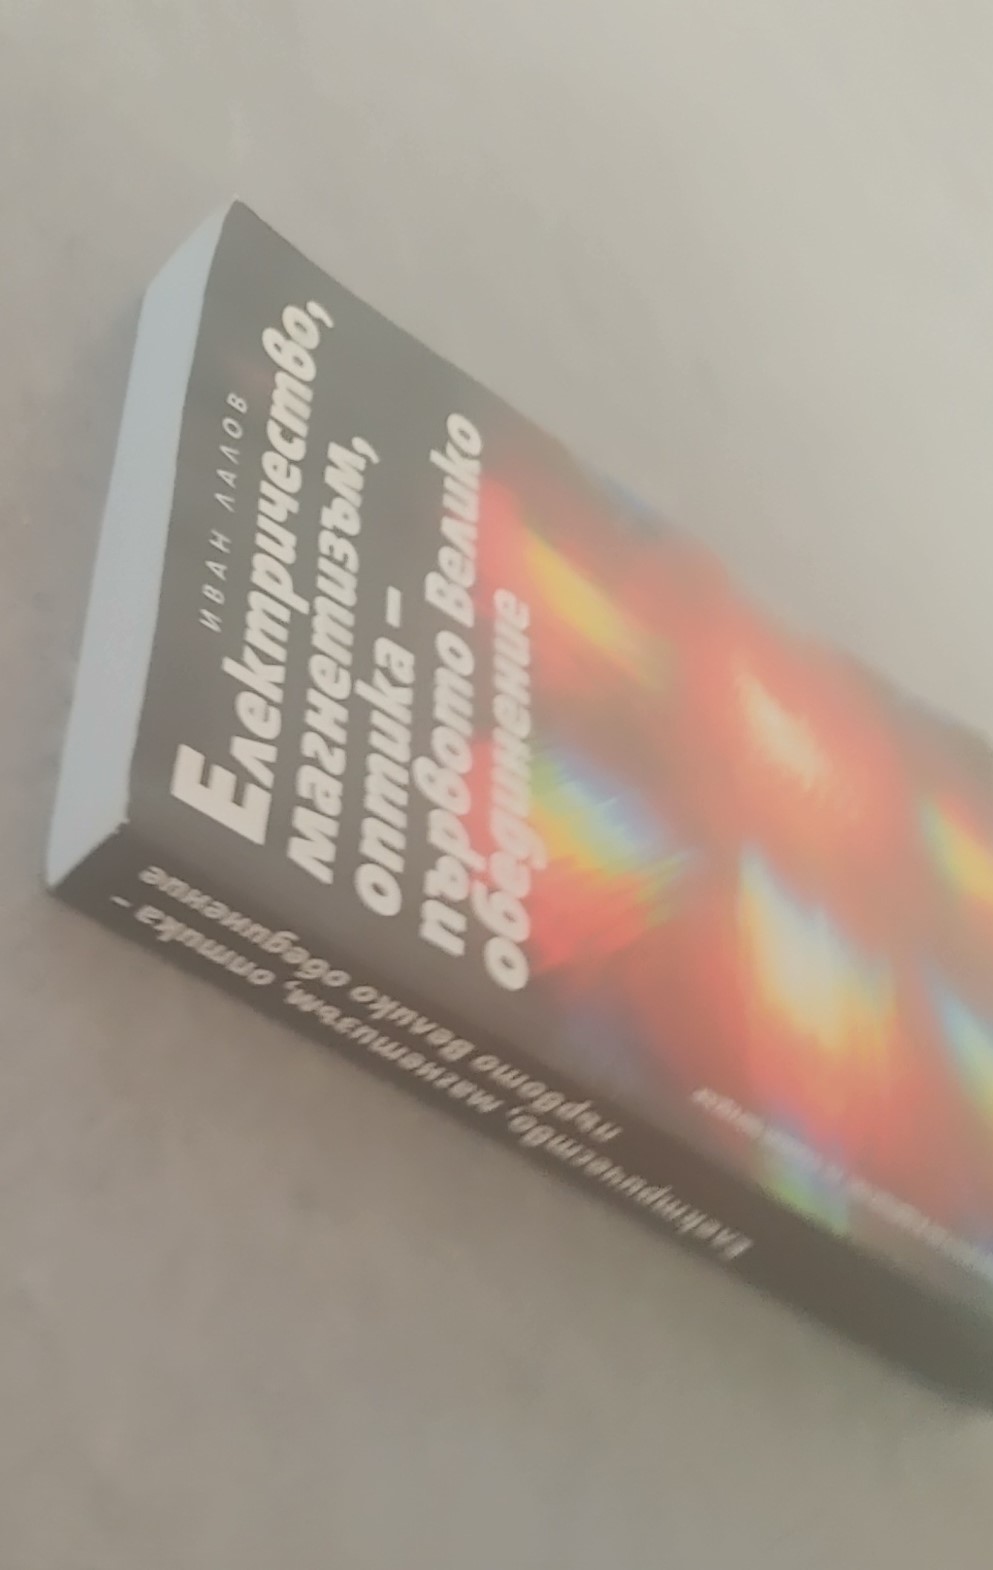 ИВАН ЛАЛОВ
Електричество,
магнетизъм,
оптика –
първото Велико
обединение
Електричество, магнетизъм, оптика –
първото Велико обединение